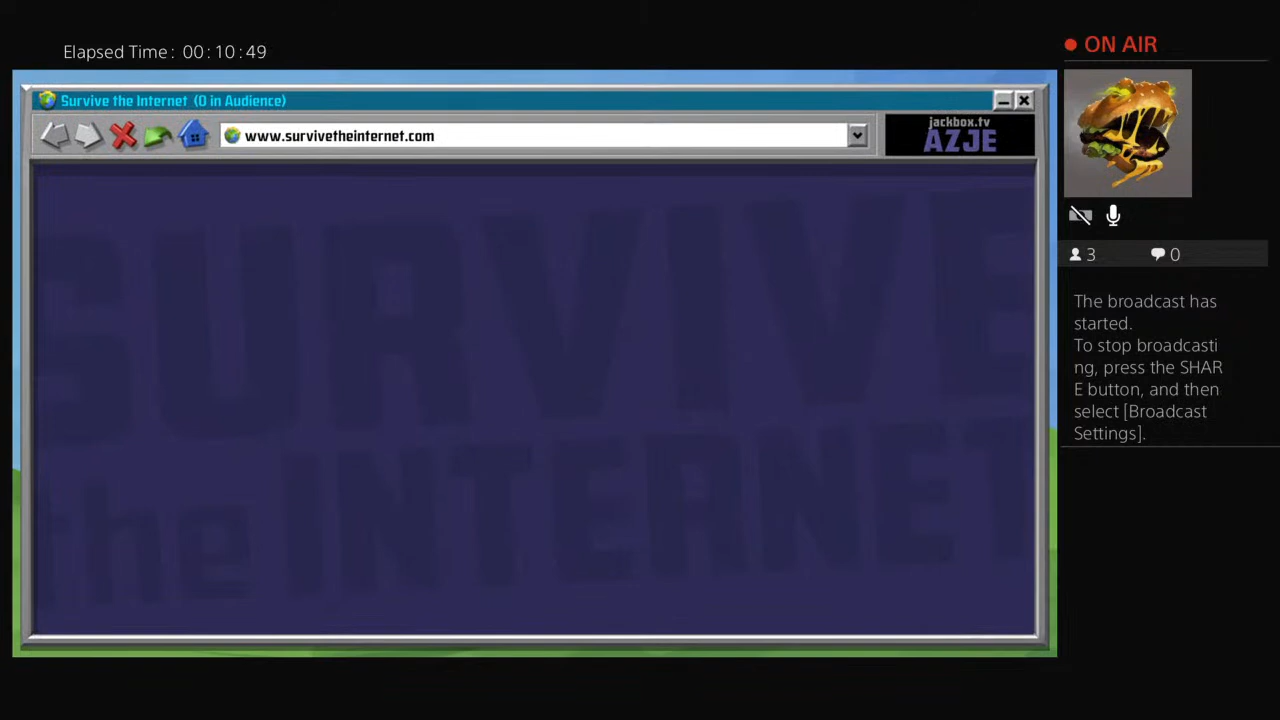 Elapsed Time: 00:10:49
ON AIR
Survive the Internet (0 in Audience)
www.survivetheinternet.com
jackbox.tv
AZJE
3
0
The broadcast has
started.
To stop broadcasti
ng, press the SHAR
E button, and then
select [Broadcast
Settings].
SURVIVE
the INTERNET